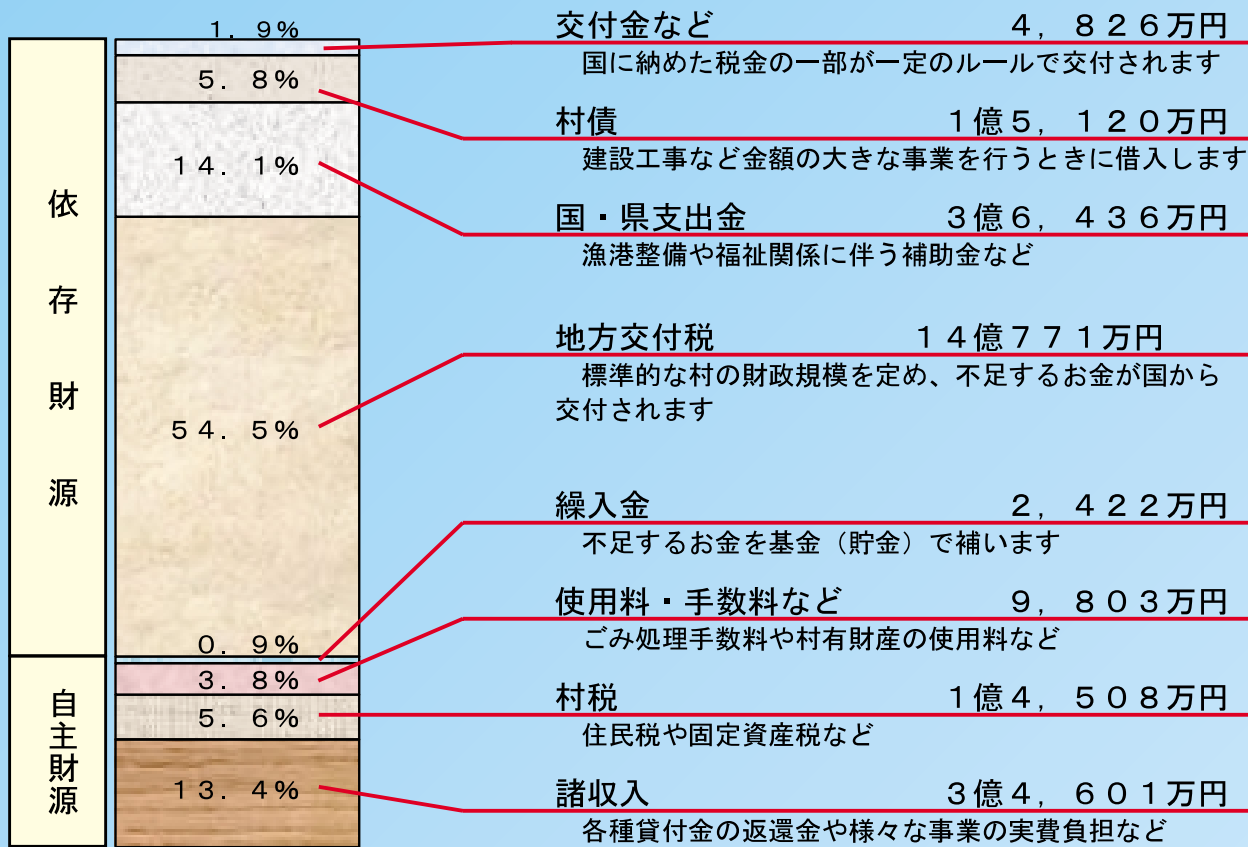 依存財源
自主財源
1.9%
5.8%
14.1%
54.5%
0.9%
3.8%
5.6%
13.4%
交付金など 4,826万円
国に納めた税金の一部が一定のルールで交付されます
村債 1億5,120万円
建設工事など金額の大きな事業を行うときに借入します
国・県支出金 3億6,436万円
漁港整備や福祉関係に伴う補助金など
地方交付税 14億771万円
標準的な村の財政規模を定め、不足するお金が国から
交付されます
繰入金 2,422万円
不足するお金を基金（貯金）で補います
使用料・手数料など 9,803万円
ごみ処理手数料や村有財産の使用料など
村税 1億4,508万円
住民税や固定資産税など
諸収入 3億4,601万円
各種貸付金の返還金や様々な事業の実費負担など